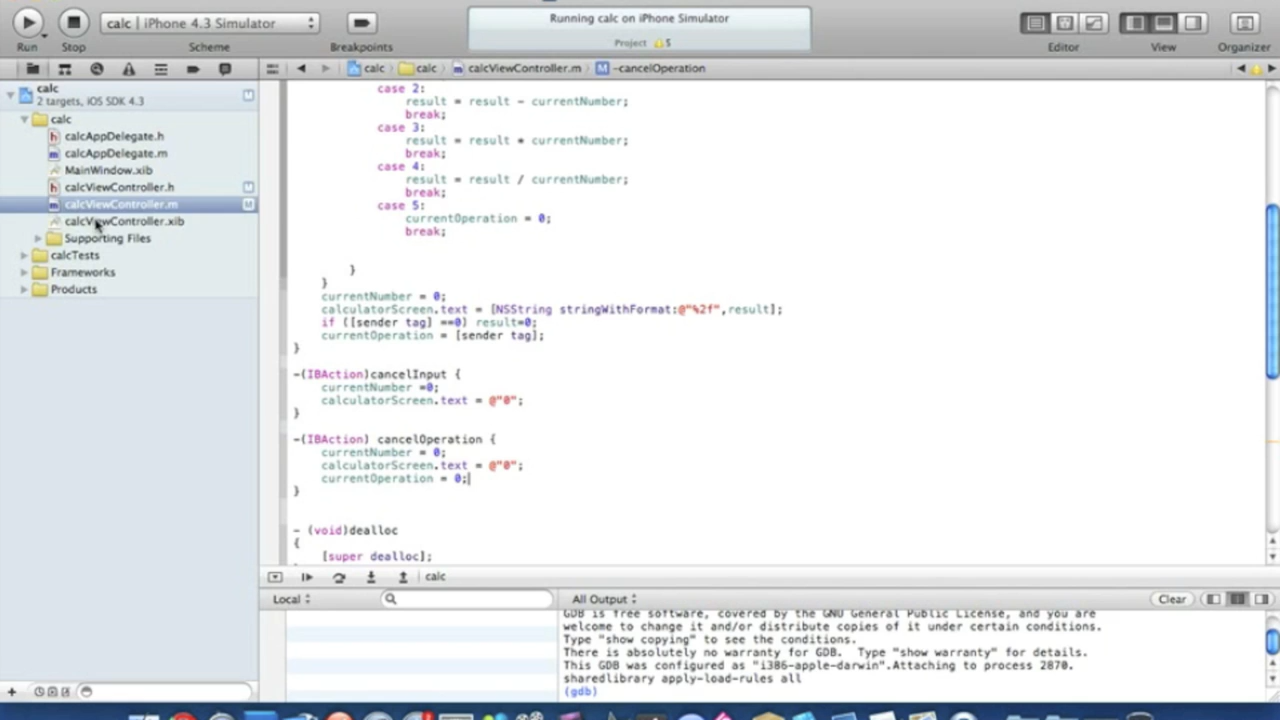 calc | iPhone 4.3 Simulator
Running calc on iPhone Simulator
Project 5
Run Stop Scheme Breakpoints Editor View Organizer
calc calc calcViewController.m M -cancelOperation
calc
2 targets, iOS SDK 4.3
M
calc
calcAppDelegate.h
calcAppDelegate.m
MainWindow.xib
calcViewController.h M
calcViewController.m M
calcViewController.xib
Supporting Files
calcTests
Frameworks
Products
case 2:
result = result - currentNumber;
break;
case 3:
result = result * currentNumber;
break;
case 4:
result = result / currentNumber;
break;
case 5:
currentOperation = 0;
break;
}
}
currentNumber = 0;
calculatorScreen.text = [NSString stringWithFormat:@"%2f",result];
if ([sender tag] ==0) result=0;
currentOperation = [sender tag];
}
-(IBAction)cancelInput {
currentNumber =0;
calculatorScreen.text = @"0";
}
-(IBAction) cancelOperation {
currentNumber = 0;
calculatorScreen.text = @"0";
currentOperation = 0;
}
- (void)dealloc
{
[super dealloc];
calc
Local All Output Clear
GDB is free software, covered by the GNU General Public License, and you are
welcome to change it and/or distribute copies of it under certain conditions.
Type "show copying" to see the conditions.
There is absolutely no warranty for GDB. Type "show warranty" for details.
This GDB was configured as "i386-apple-darwin".Attaching to process 2870.
sharedlibrary apply-load-rules all
(gdb)